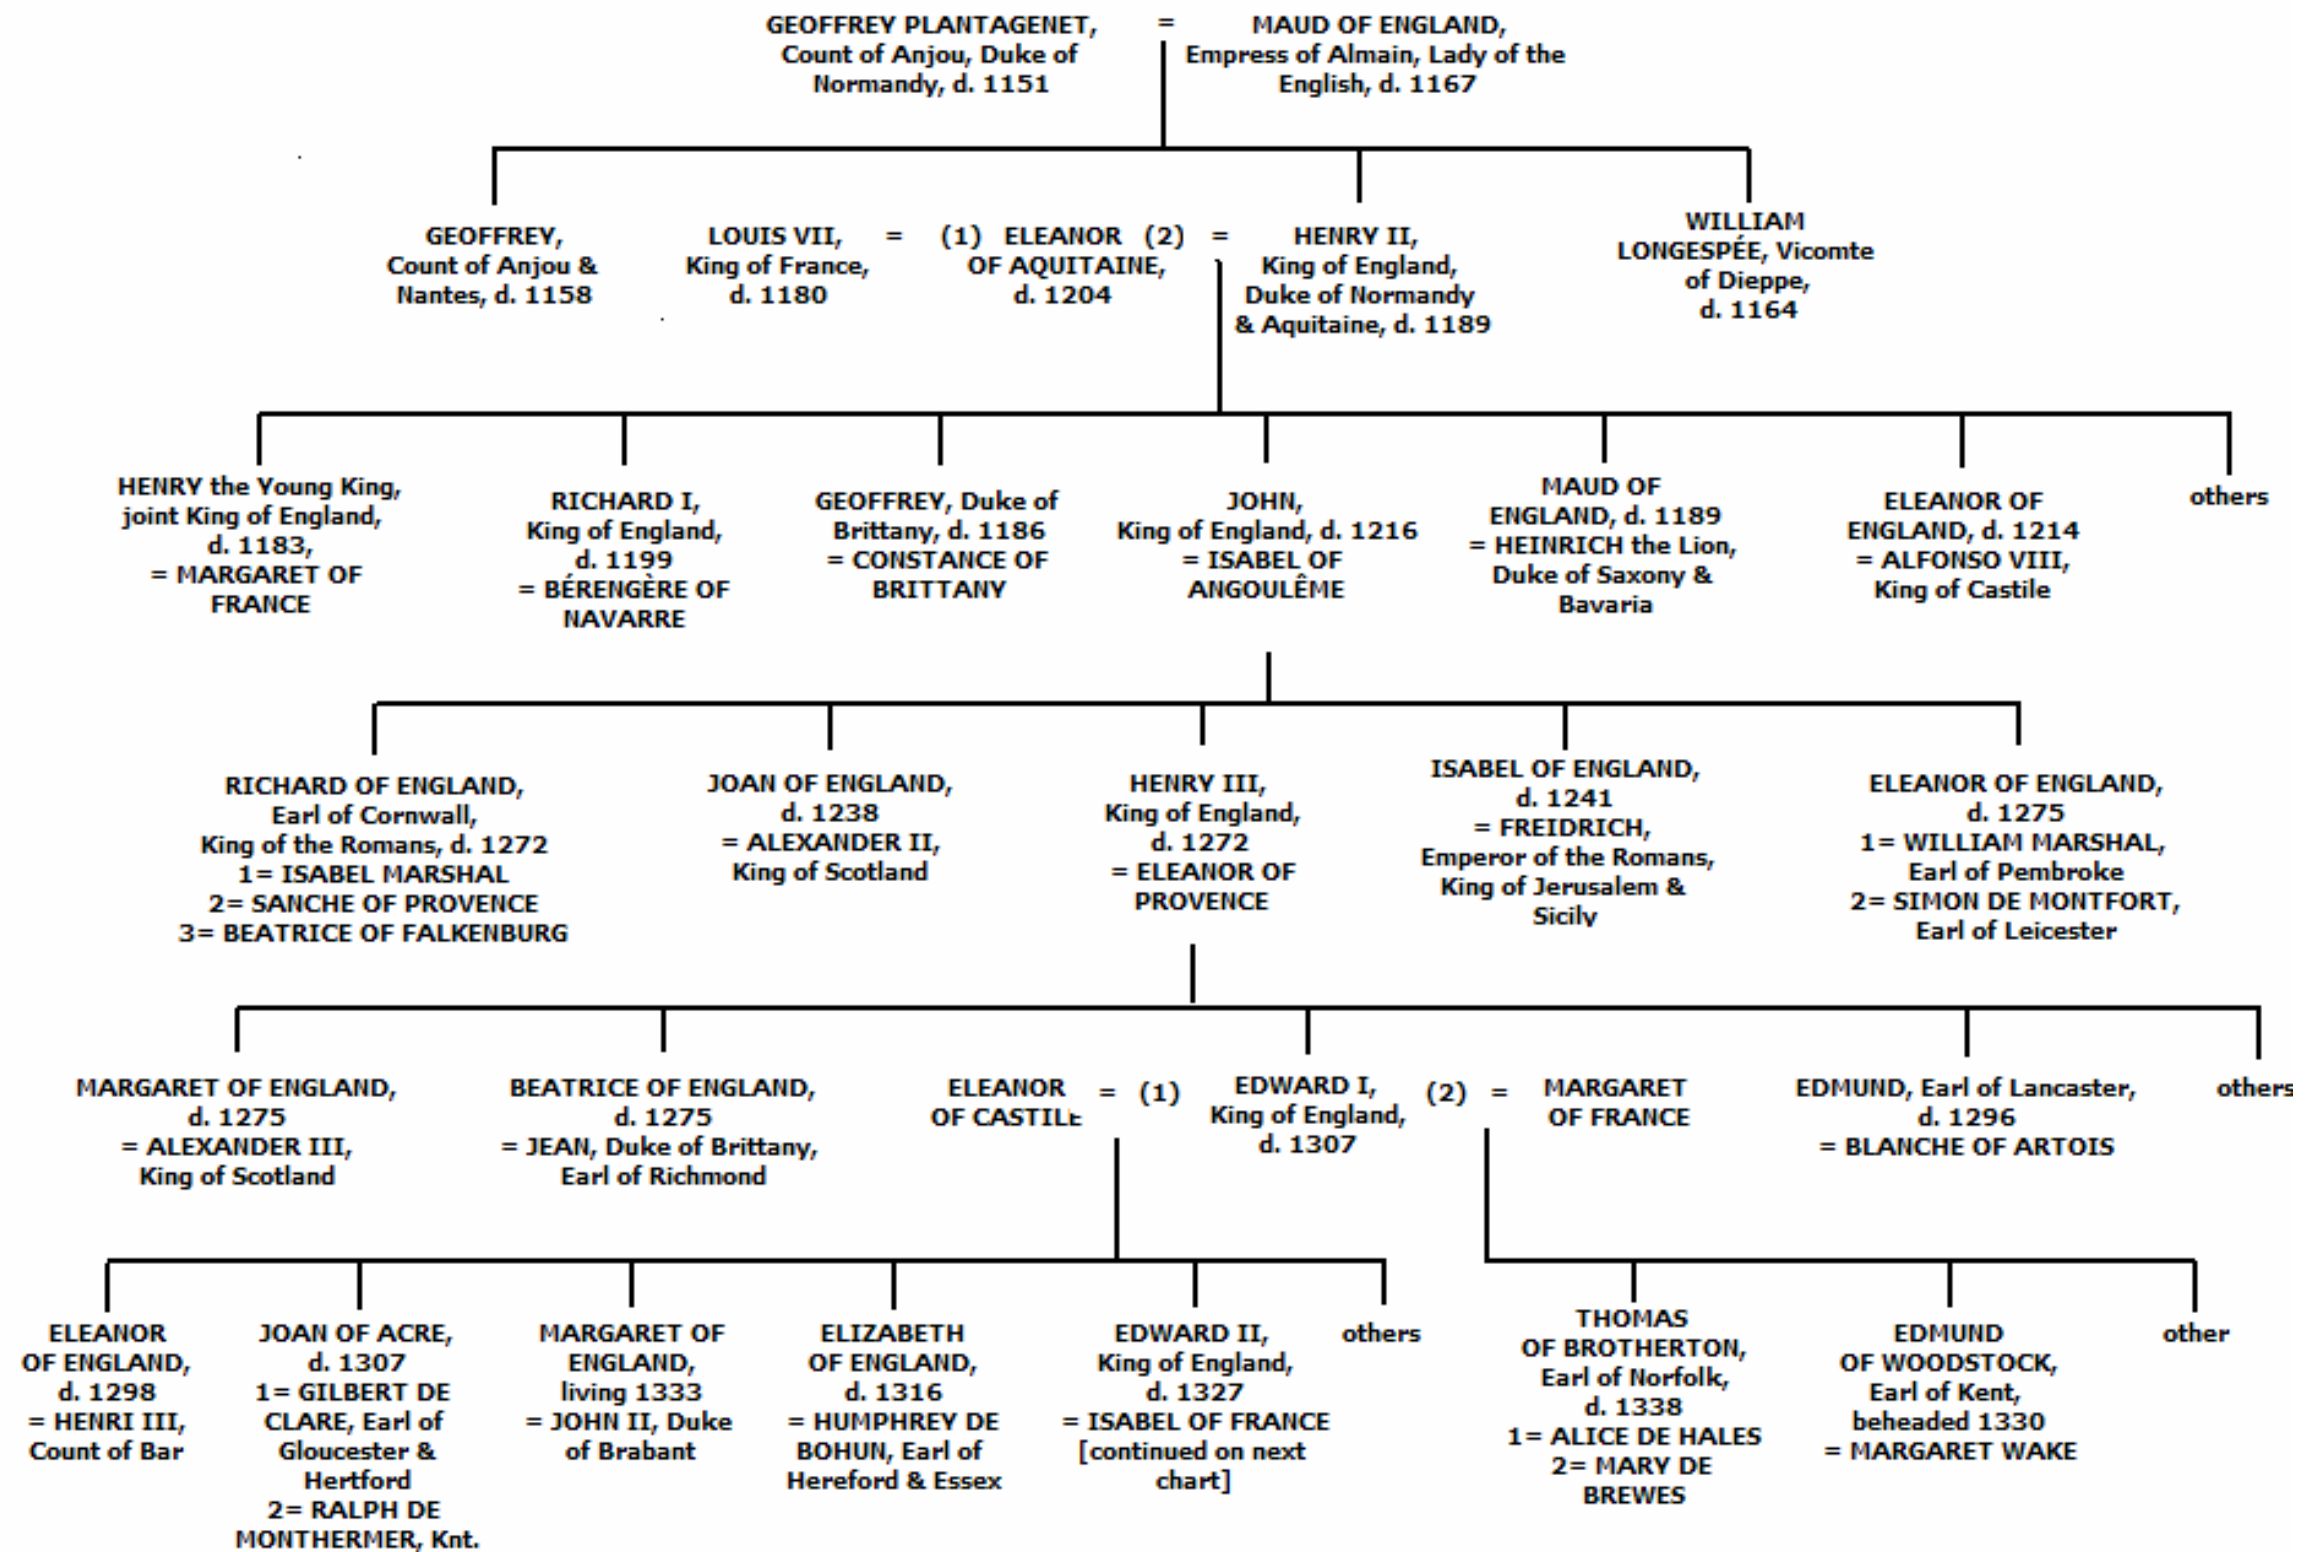 GEOFFREY PLANTAGENET,
Count of Anjou, Duke of
Normandy, d. 1151
=
MAUD OF ENGLAND,
Empress of Almain, Lady of the
English, d. 1167
GEOFFREY,
Count of Anjou &
Nantes, d. 1158
LOUIS VII,
King of France,
d. 1180
=
(1) ELEANOR (2)
OF AQUITAINE,
d. 1204
=
HENRY II,
King of England,
Duke of Normandy
& Aquitaine, d. 1189
WILLIAM
LONGESPÉE, Vicomte
of Dieppe,
d. 1164
HENRY the Young King,
joint King of England,
d. 1183,
= MARGARET OF
FRANCE
RICHARD I,
King of England,
d. 1199
= BÉRENGÈRE OF
NAVARRE
GEOFFREY, Duke of
Brittany, d. 1186
= CONSTANCE OF
BRITTANY
JOHN,
King of England, d. 1216
= ISABEL OF
ANGOULÊME
MAUD OF
ENGLAND, d. 1189
= HEINRICH the Lion,
Duke of Saxony &
Bavaria
ELEANOR OF
ENGLAND, d. 1214
= ALFONSO VIII,
King of Castile
others
RICHARD OF ENGLAND,
Earl of Cornwall,
King of the Romans, d. 1272
1= ISABEL MARSHAL
2= SANCHE OF PROVENCE
3= BEATRICE OF FALKENBURG
JOAN OF ENGLAND,
d. 1238
= ALEXANDER II,
King of Scotland
HENRY III,
King of England,
d. 1272
= ELEANOR OF
PROVENCE
ISABEL OF ENGLAND,
d. 1241
= FREIDRICH,
Emperor of the Romans,
King of Jerusalem &
Sicily
ELEANOR OF ENGLAND,
d. 1275
1= WILLIAM MARSHAL,
Earl of Pembroke
2= SIMON DE MONTFORT,
Earl of Leicester
MARGARET OF ENGLAND,
d. 1275
= ALEXANDER III,
King of Scotland
BEATRICE OF ENGLAND,
d. 1275
= JEAN, Duke of Brittany,
Earl of Richmond
ELEANOR
OF CASTILE
= (1)
EDWARD I,
King of England,
d. 1307
(2) =
MARGARET
OF FRANCE
EDMUND, Earl of Lancaster,
d. 1296
= BLANCHE OF ARTOIS
others
ELEANOR
OF ENGLAND,
d. 1298
= HENRI III,
Count of Bar
JOAN OF ACRE,
d. 1307
1= GILBERT DE
CLARE, Earl of
Gloucester &
Hertford
2= RALPH DE
MONTHERMER, Knt.
MARGARET OF
ENGLAND,
living 1333
= JOHN II, Duke
of Brabant
ELIZABETH
OF ENGLAND,
d. 1316
= HUMPHREY DE
BOHUN, Earl of
Hereford & Essex
EDWARD II,
King of England,
d. 1327
= ISABEL OF FRANCE
[continued on next
chart]
others
THOMAS
OF BROTHERTON,
Earl of Norfolk,
d. 1338
1= ALICE DE HALES
2= MARY DE
BREWES
EDMUND
OF WOODSTOCK,
Earl of Kent,
beheaded 1330
= MARGARET WAKE
other